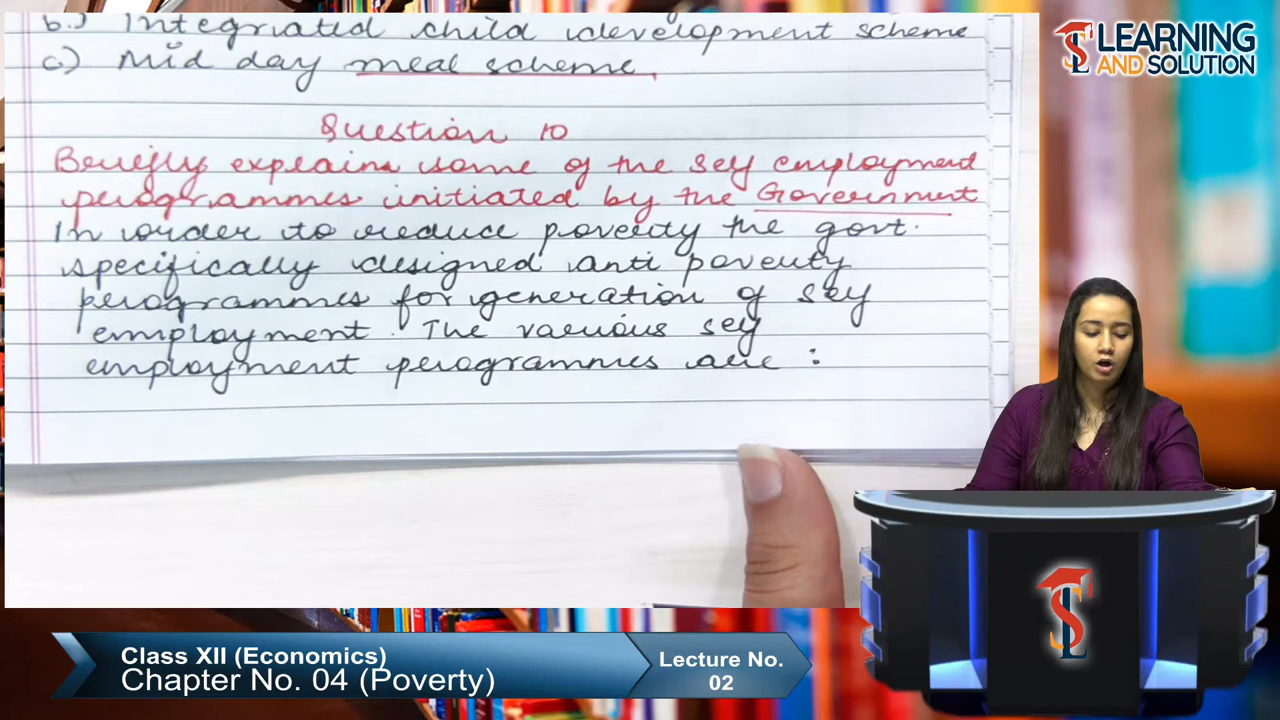 b.) Integrated child development scheme
c.) Mid day meal scheme.
Question 10
Briefly explain some of the self employment
programmes initiated by the Government
In order to reduce poverty the govt.
specifically designed anti poverty
programmes for generation of self
employment. The various self
employment programmes are :
LEARNING
AND SOLUTION
Class XII (Economics)
Chapter No. 04 (Poverty)
Lecture No.
02